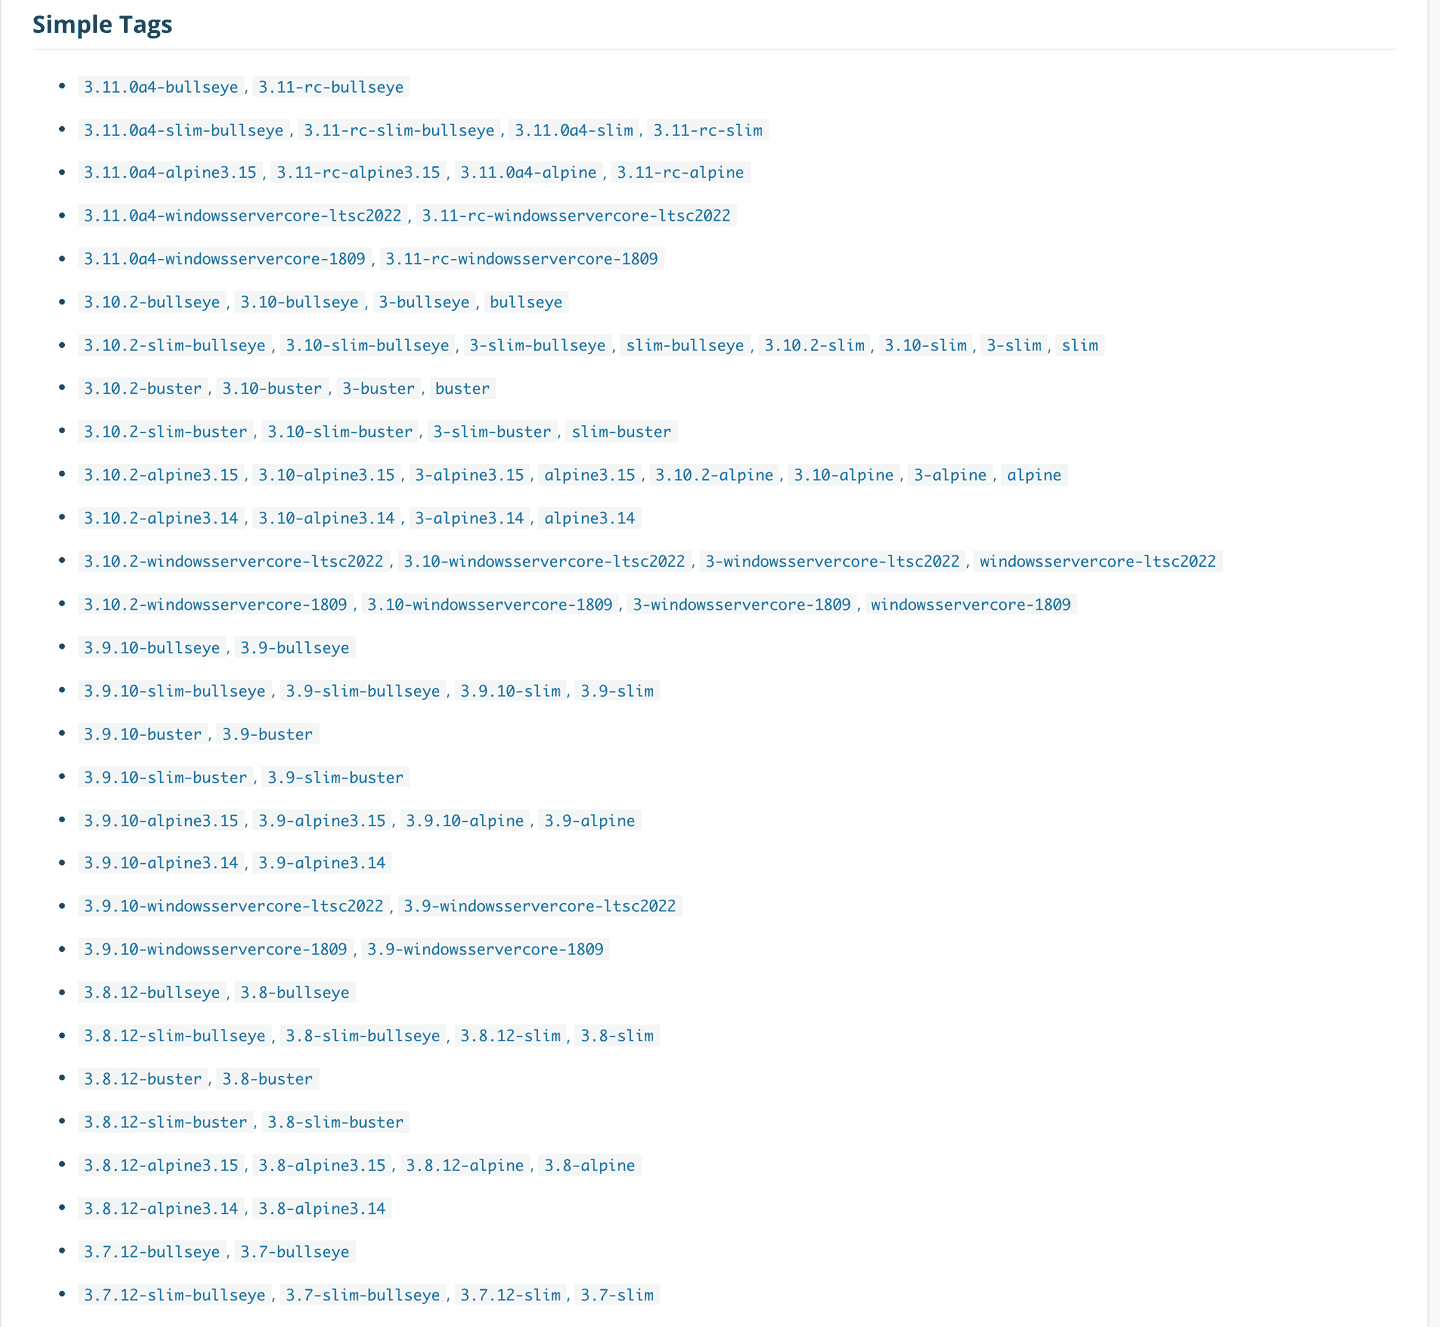 Simple Tags
3.11.0a4-bullseye, 3.11-rc-bullseye
3.11.0a4-slim-bullseye, 3.11-rc-slim-bullseye, 3.11.0a4-slim, 3.11-rc-slim
3.11.0a4-alpine3.15, 3.11-rc-alpine3.15, 3.11.0a4-alpine, 3.11-rc-alpine
3.11.0a4-windowsservercore-ltsc2022, 3.11-rc-windowsservercore-ltsc2022
3.11.0a4-windowsservercore-1809, 3.11-rc-windowsservercore-1809
3.10.2-bullseye, 3.10-bullseye, 3-bullseye, bullseye
3.10.2-slim-bullseye, 3.10-slim-bullseye, 3-slim-bullseye, slim-bullseye, 3.10.2-slim, 3.10-slim, 3-slim, slim
3.10.2-buster, 3.10-buster, 3-buster, buster
3.10.2-slim-buster, 3.10-slim-buster, 3-slim-buster, slim-buster
3.10.2-alpine3.15, 3.10-alpine3.15, 3-alpine3.15, alpine3.15, 3.10.2-alpine, 3.10-alpine, 3-alpine, alpine
3.10.2-alpine3.14, 3.10-alpine3.14, 3-alpine3.14, alpine3.14
3.10.2-windowsservercore-ltsc2022, 3.10-windowsservercore-ltsc2022, 3-windowsservercore-ltsc2022, windowsservercore-ltsc2022
3.10.2-windowsservercore-1809, 3.10-windowsservercore-1809, 3-windowsservercore-1809, windowsservercore-1809
3.9.10-bullseye, 3.9-bullseye
3.9.10-slim-bullseye, 3.9-slim-bullseye, 3.9.10-slim, 3.9-slim
3.9.10-buster, 3.9-buster
3.9.10-slim-buster, 3.9-slim-buster
3.9.10-alpine3.15, 3.9-alpine3.15, 3.9.10-alpine, 3.9-alpine
3.9.10-alpine3.14, 3.9-alpine3.14
3.9.10-windowsservercore-ltsc2022, 3.9-windowsservercore-ltsc2022
3.9.10-windowsservercore-1809, 3.9-windowsservercore-1809
3.8.12-bullseye, 3.8-bullseye
3.8.12-slim-bullseye, 3.8-slim-bullseye, 3.8.12-slim, 3.8-slim
3.8.12-buster, 3.8-buster
3.8.12-slim-buster, 3.8-slim-buster
3.8.12-alpine3.15, 3.8-alpine3.15, 3.8.12-alpine, 3.8-alpine
3.8.12-alpine3.14, 3.8-alpine3.14
3.7.12-bullseye, 3.7-bullseye
3.7.12-slim-bullseye, 3.7-slim-bullseye, 3.7.12-slim, 3.7-slim